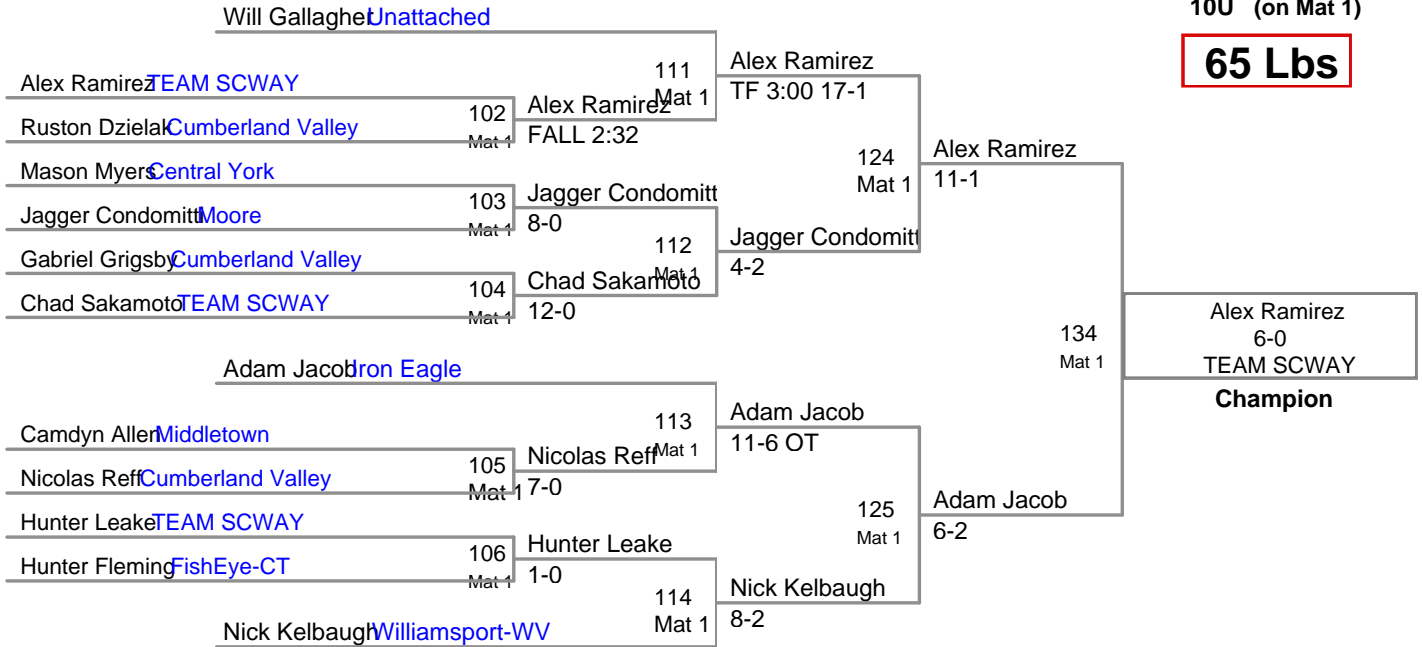 10U (on Mat 1)
65 Lbs
Will Gallagher Unattached
Alex Ramirez TEAM SCWAY
Ruston Dzielak Cumberland Valley
Mason Myers Central York
Jagger Condomitti Moore
Gabriel Grigsby Cumberland Valley
Chad Sakamoto TEAM SCWAY
Adam Jacob Iron Eagle
Camdyn Allen Middletown
Nicolas Reff Cumberland Valley
Hunter Leake TEAM SCWAY
Hunter Fleming FishEye-CT
Nick Kelbaugh Williamsport-WV
102
Mat 1
Alex Ramirez
FALL 2:32
103
Mat 1
Jagger Condomitt
8-0
104
Mat 1
Chad Sakamoto
12-0
105
Mat 1
Nicolas Reff
7-0
106
Mat 1
Hunter Leake
1-0
111
Mat 1
Alex Ramirez
TF 3:00 17-1
112
Mat 1
Jagger Condomitt
4-2
113
Mat 1
Adam Jacob
11-6 OT
114
Mat 1
Nick Kelbaugh
8-2
124
Mat 1
Alex Ramirez
11-1
125
Mat 1
Adam Jacob
6-2
134
Mat 1
Alex Ramirez
6-0
TEAM SCWAY
Champion